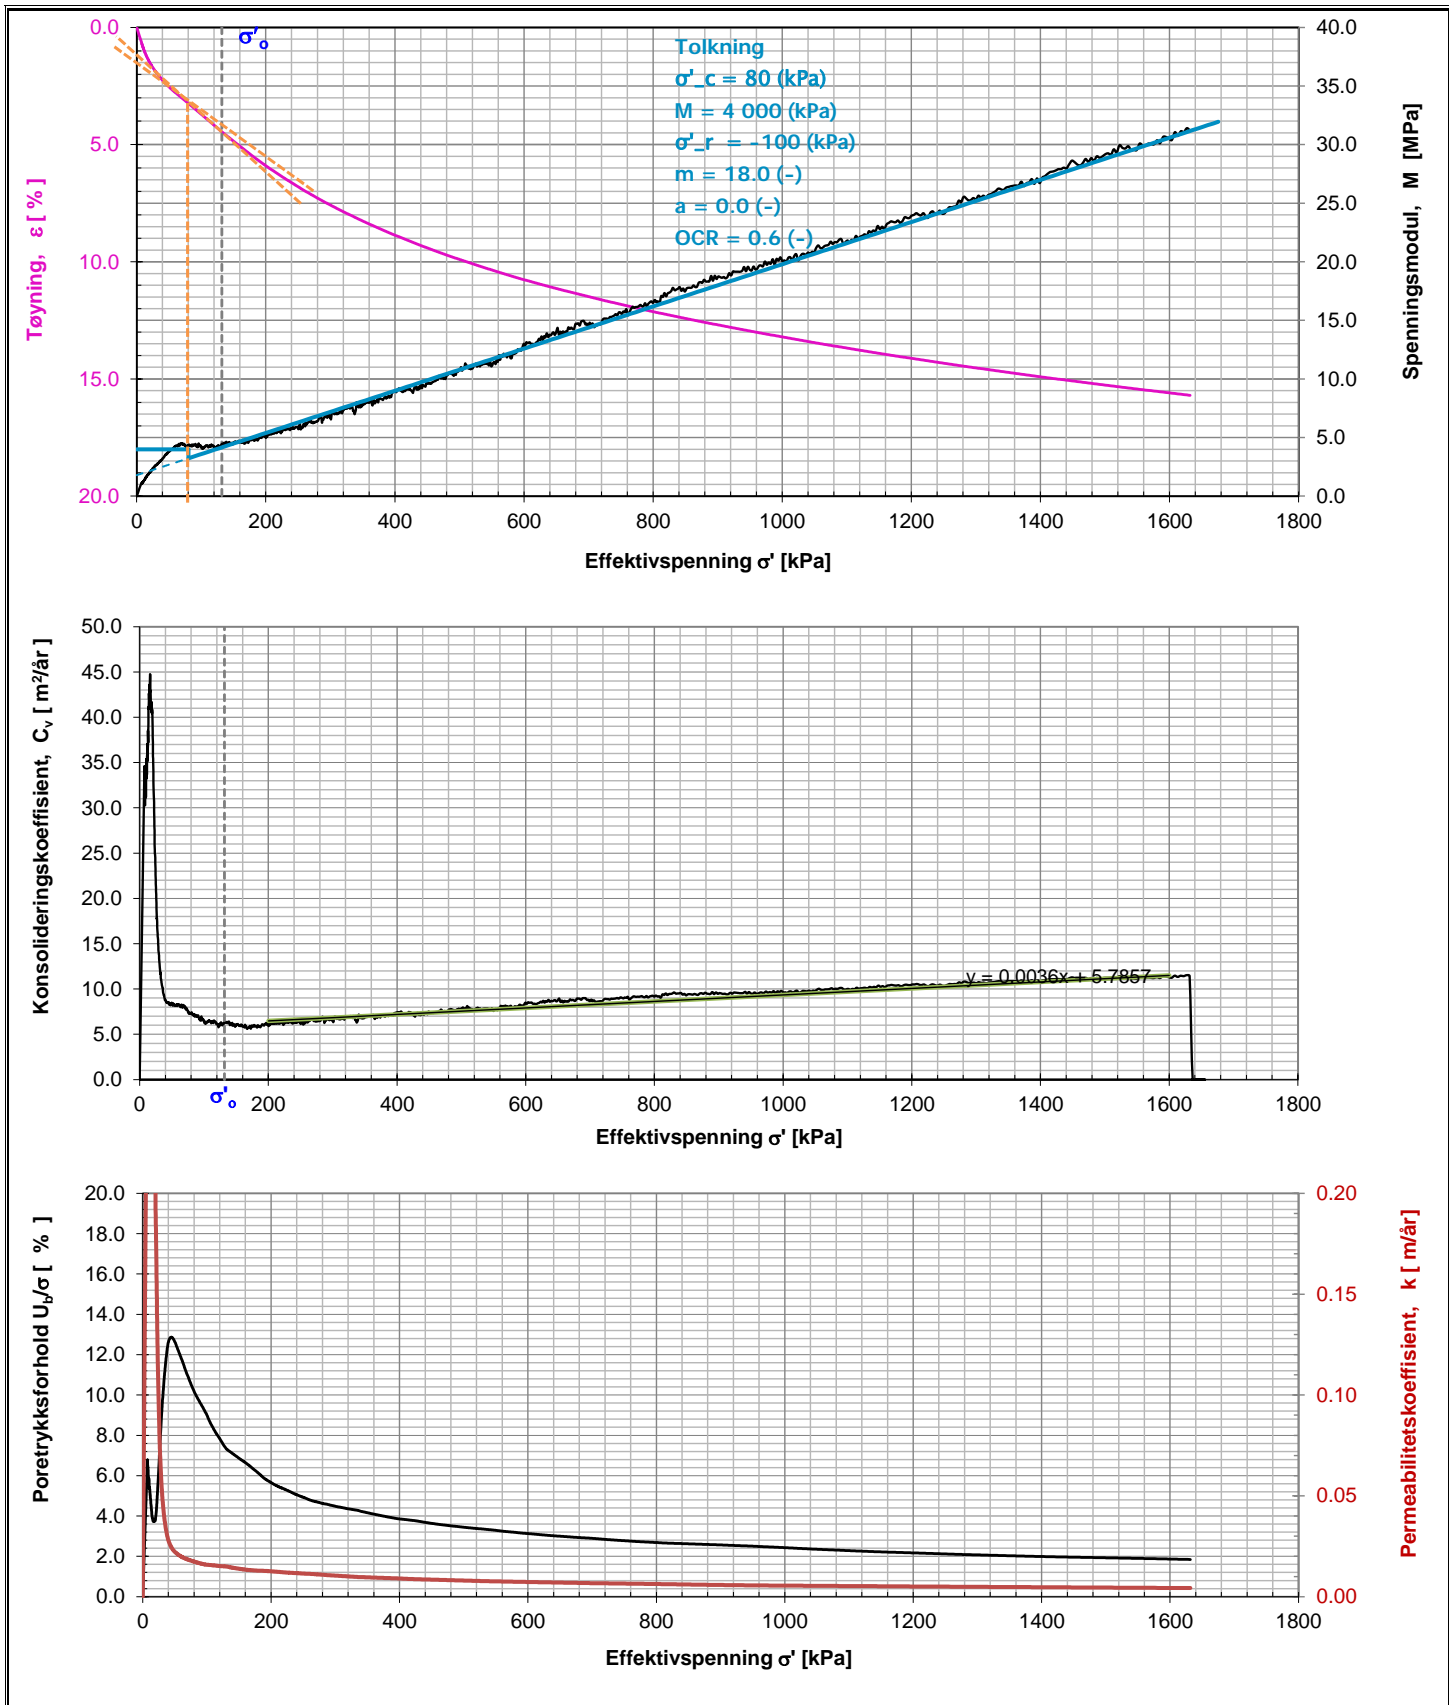 σ'o
Tolkning
σ'_c = 80 (kPa)
M = 4 000 (kPa)
σ'_r = -100 (kPa)
m = 18.0 (-)
a = 0.0 (-)
OCR = 0.6 (-)
Tøyning, ε [ % ]
0.0
5.0
10.0
15.0
20.0
Spenningsmodul, M [MPa]
40.0
35.0
30.0
25.0
20.0
15.0
10.0
5.0
0.0
0 200 400 600 800 1000 1200 1400 1600 1800
Effektivspenning σ' [kPa]
Konsolideringskoeffisient, Cv [ m²/år ]
50.0
45.0
40.0
35.0
30.0
25.0
20.0
15.0
10.0
5.0
0.0
y = 0.0036x + 5.7857
σ'o
0 200 400 600 800 1000 1200 1400 1600 1800
Effektivspenning σ' [kPa]
Poretrykksforhold Ub/σ [ % ]
20.0
18.0
16.0
14.0
12.0
10.0
8.0
6.0
4.0
2.0
0.0
Permeabilitetskoeffisient, k [ m/år]
0.20
0.15
0.10
0.05
0.00
0 200 400 600 800 1000 1200 1400 1600 1800
Effektivspenning σ' [kPa]